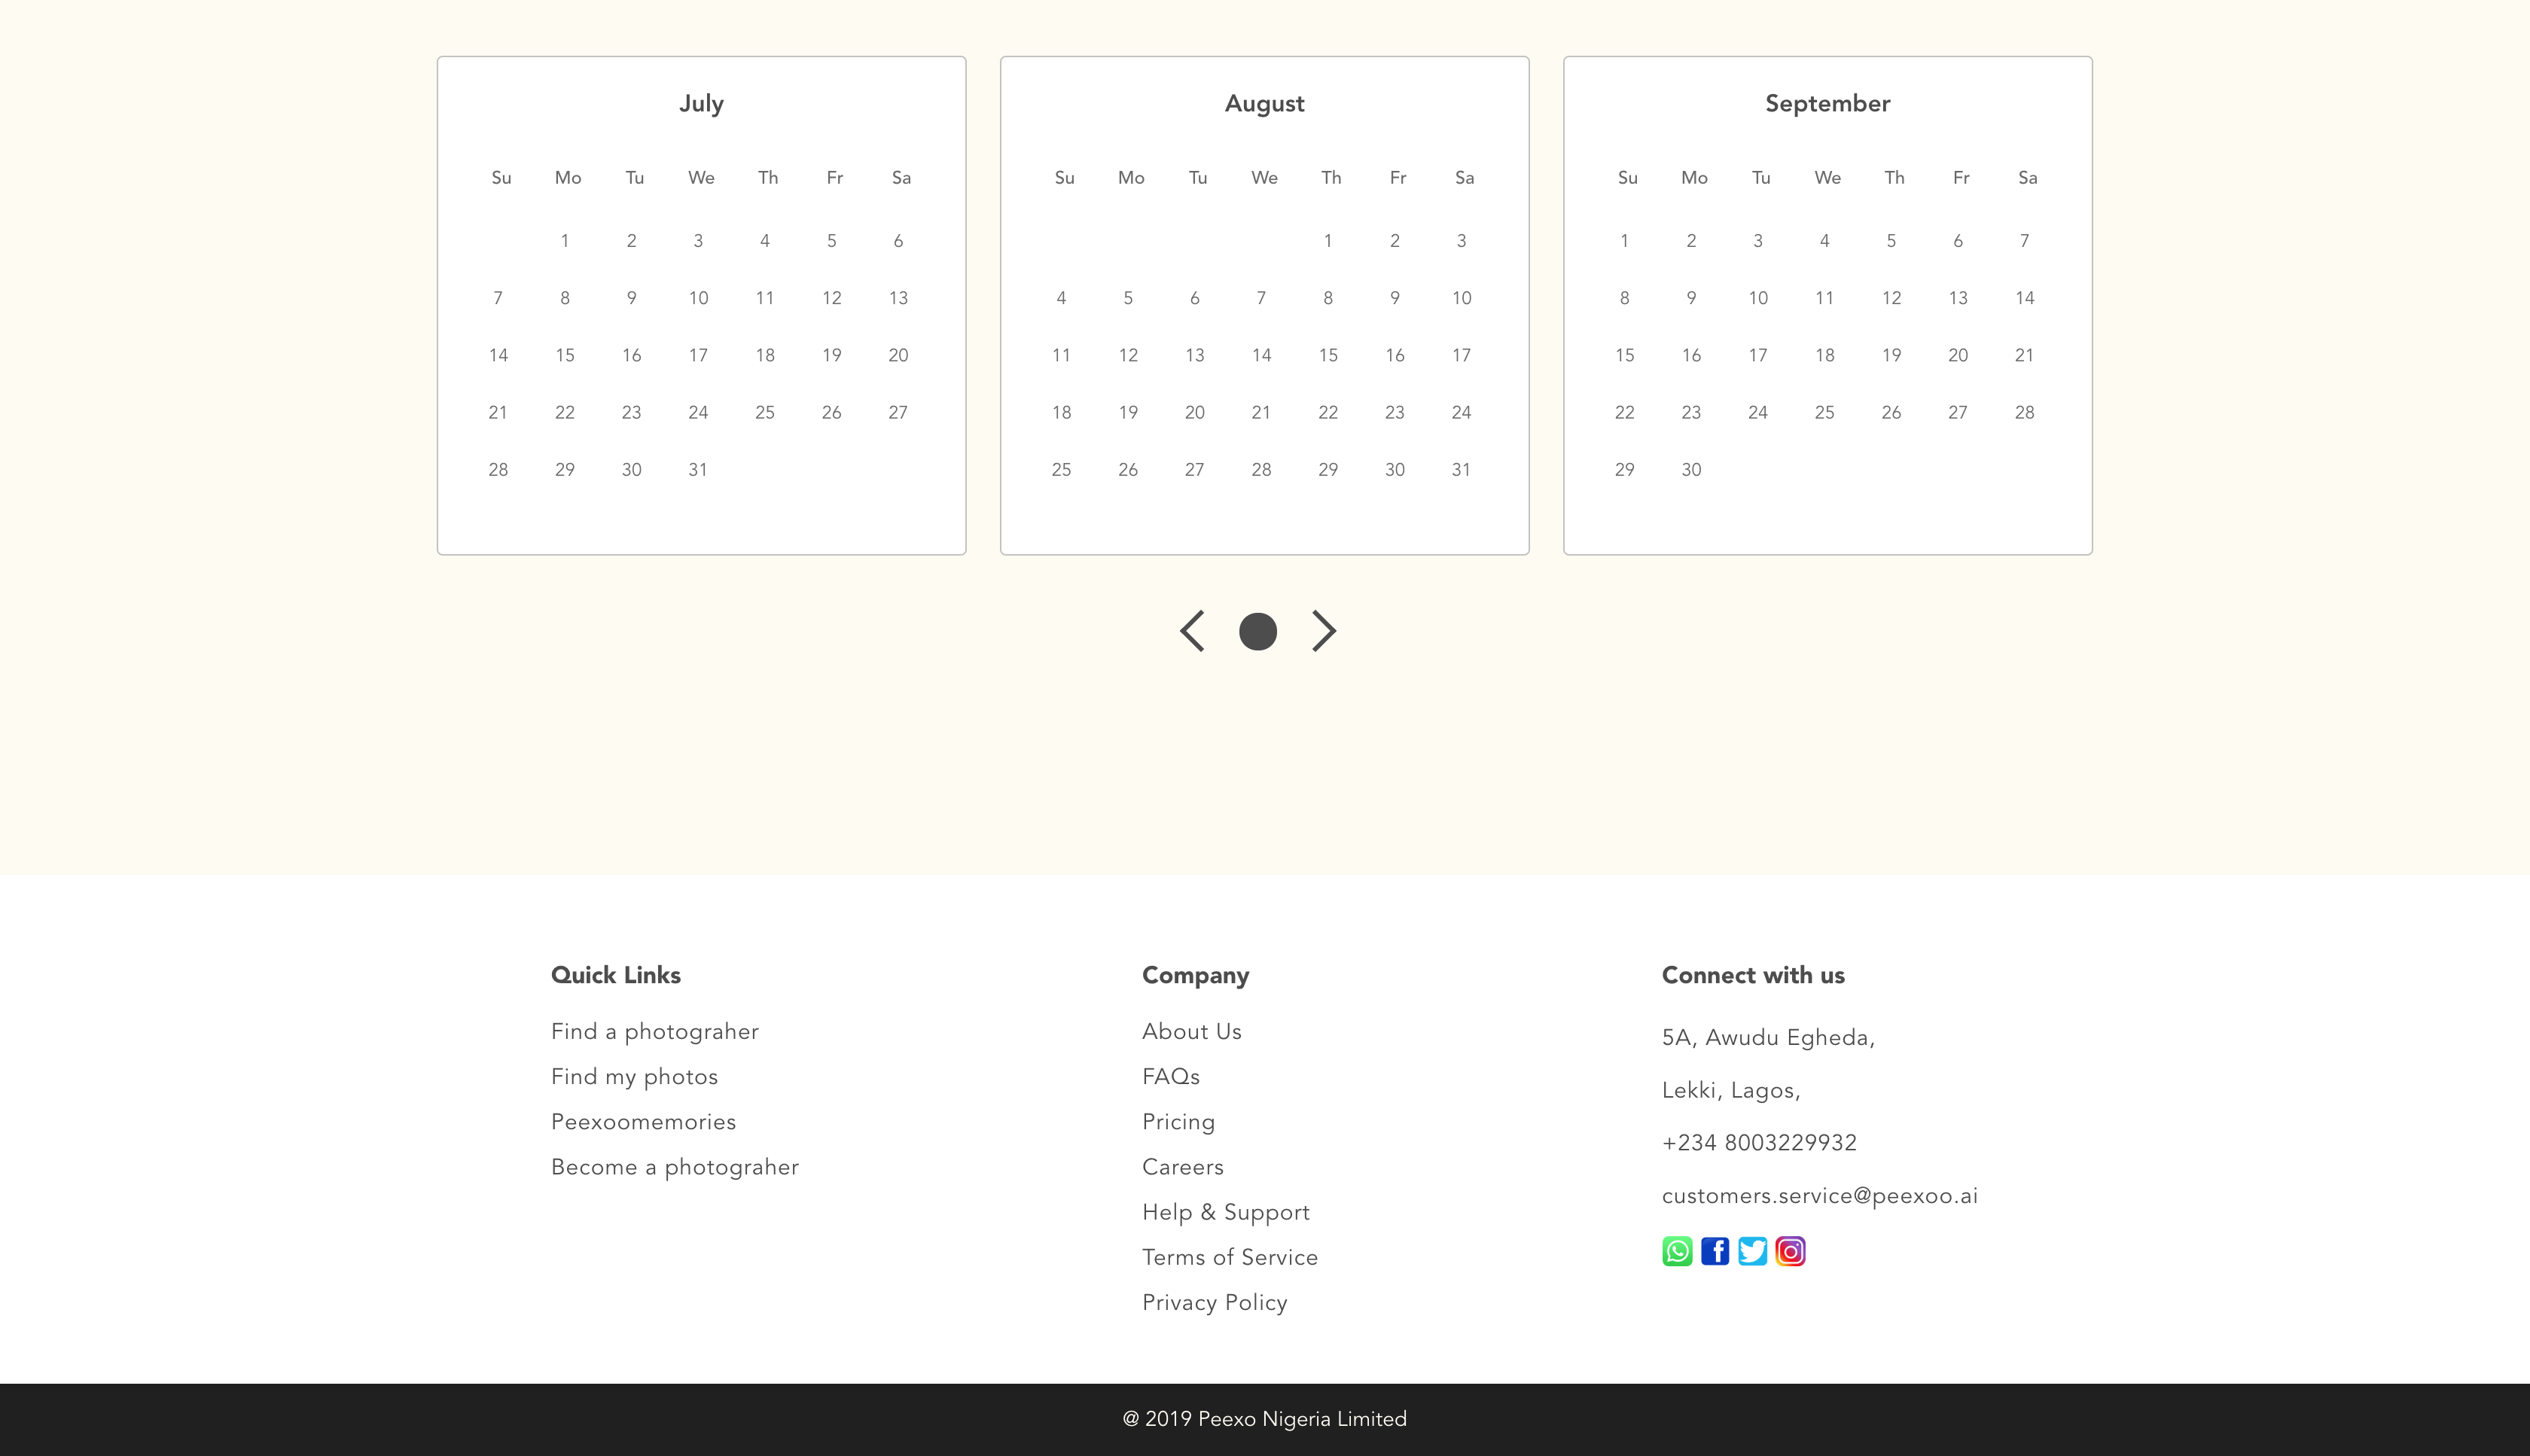 July
Su Mo Tu We Th Fr Sa
1 2 3 4 5 6
7 8 9 10 11 12 13
14 15 16 17 18 19 20
21 22 23 24 25 26 27
28 29 30 31
August
Su Mo Tu We Th Fr Sa
1 2 3
4 5 6 7 8 9 10
11 12 13 14 15 16 17
18 19 20 21 22 23 24
25 26 27 28 29 30 31
September
Su Mo Tu We Th Fr Sa
1 2 3 4 5 6 7
8 9 10 11 12 13 14
15 16 17 18 19 20 21
22 23 24 25 26 27 28
29 30
Quick Links
Find a photograher
Find my photos
Peexoomemories
Become a photograher
Company
About Us
FAQs
Pricing
Careers
Help & Support
Terms of Service
Privacy Policy
Connect with us
5A, Awudu Egheda,
Lekki, Lagos,
+234 8003229932
customers.service@peexoo.ai
@ 2019 Peexo Nigeria Limited